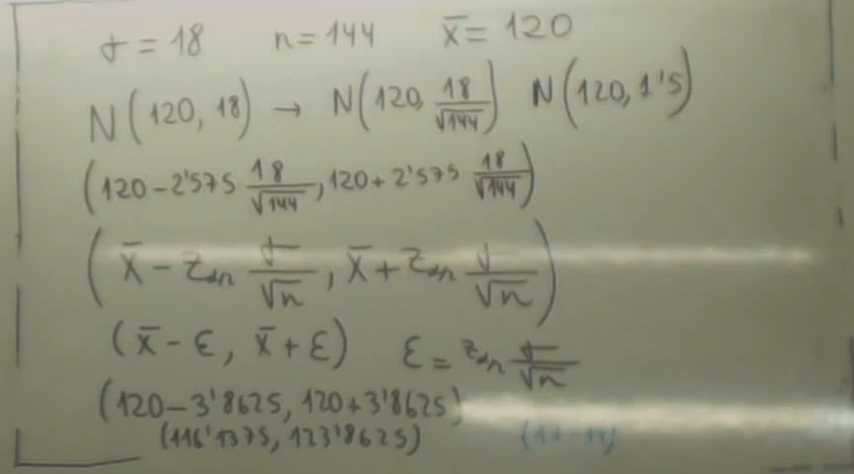 σ = 18 n = 144 x̄ = 120
N(120, 18) → N(120, 18/√144) N(120, 1'5)
(120 - 2'575 18/√144, 120 + 2'575 18/√144)
(x̄ - z_{α/2} σ/√n, x̄ + z_{α/2} σ/√n)
(x̄ - ε, x̄ + ε) ε = z_{α/2} σ/√n
(120 - 3'8625, 120 + 3'8625)
(116'1375, 123'8625)